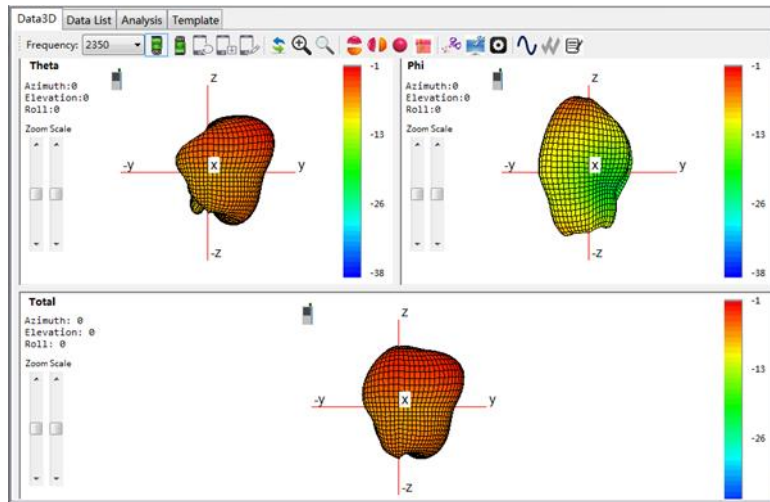 Data3D Data List Analysis Template
Frequency: 2350
Theta
Azimuth:0
Elevation:0
Roll:0
Zoom Scale
z
-y
x
y
-z
-1
-13
-26
-38
Phi
Azimuth:0
Elevation:0
Roll:0
Zoom Scale
z
-y
x
y
-z
-1
-13
-26
-38
Total
Azimuth: 0
Elevation: 0
Roll: 0
Zoom Scale
z
-y
x
y
-z
-1
-13
-26